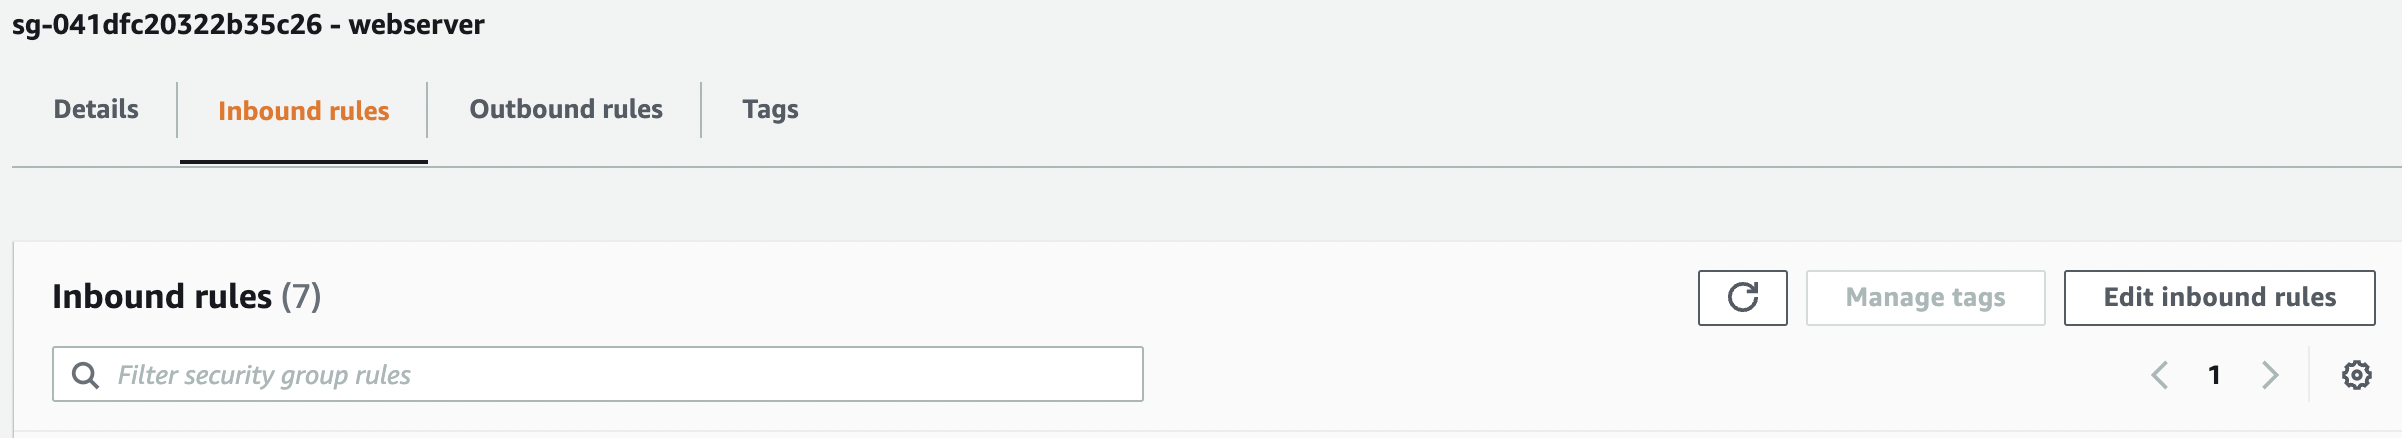 sg-041dfc20322b35c26 - webserver
Details Inbound rules Outbound rules Tags
Inbound rules (7) Manage tags Edit inbound rules
Filter security group rules 1